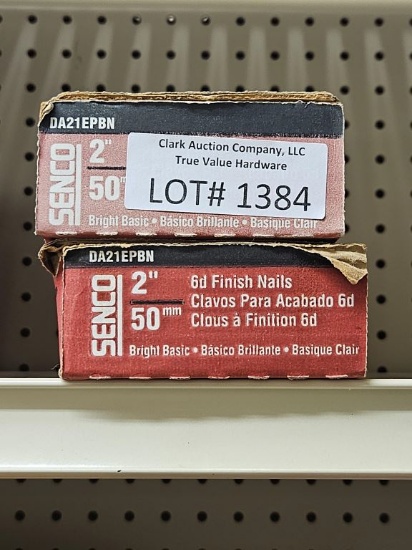 DA21EPBN
Clark Auction Company, LLC
True Value Hardware
LOT# 1384
SENCO
2"
50
Bright Basic • Básico Brillante • Basique Clair
DA21EPBN
SENCO
2"
50 mm
6d Finish Nails
Clavos Para Acabado 6d
Clous à Finition 6d
Bright Basic • Básico Brillante • Basique Clair